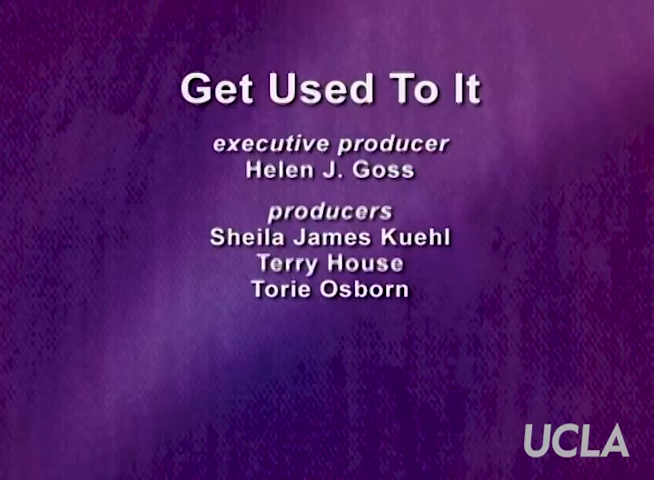 Get Used To It
executive producer
Helen J. Goss
producers
Sheila James Kuehl
Terry House
Torie Osborn
UCLA